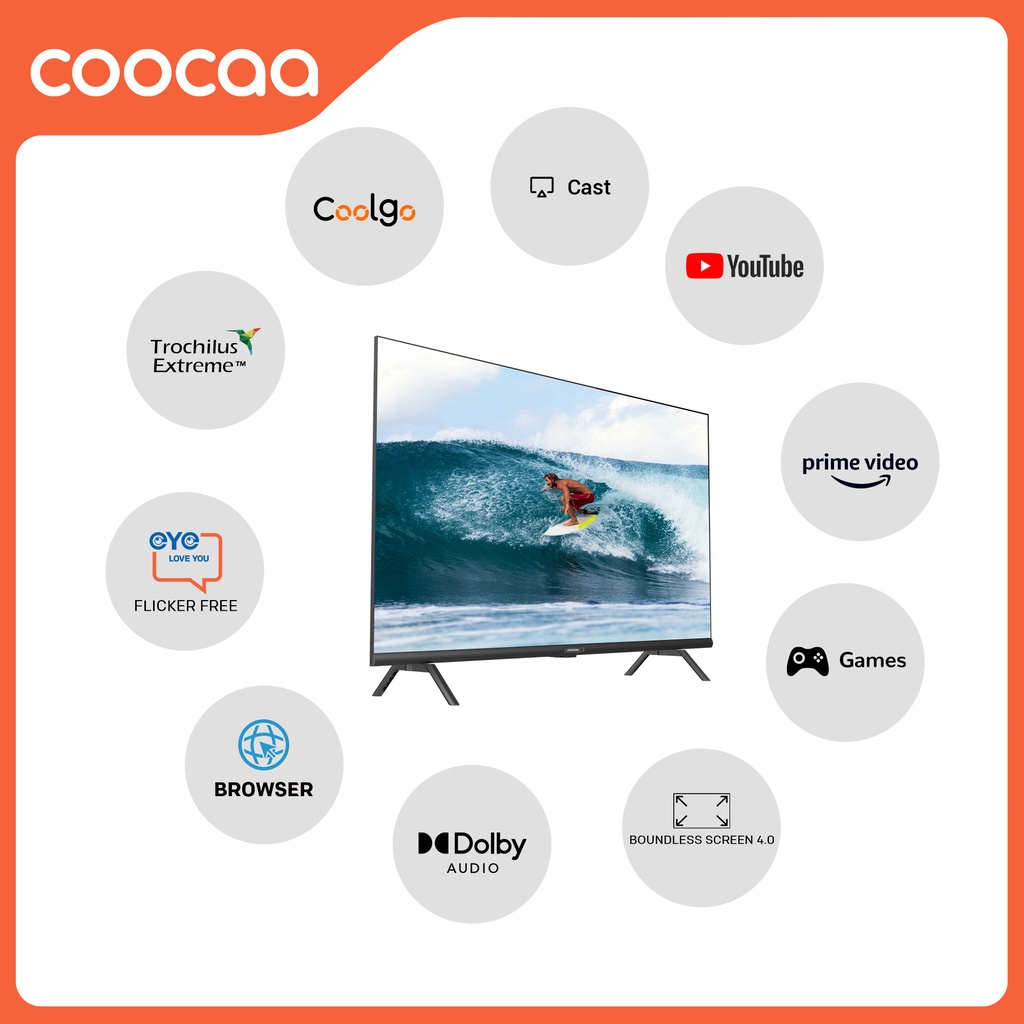 coocaa
Coolgo
Cast
YouTube
Trochilus
Extreme™
prime video
eYe
LOVE YOU
FLICKER FREE
Games
BROWSER
Dolby
AUDIO
BOUNDLESS SCREEN 4.0
coocaa